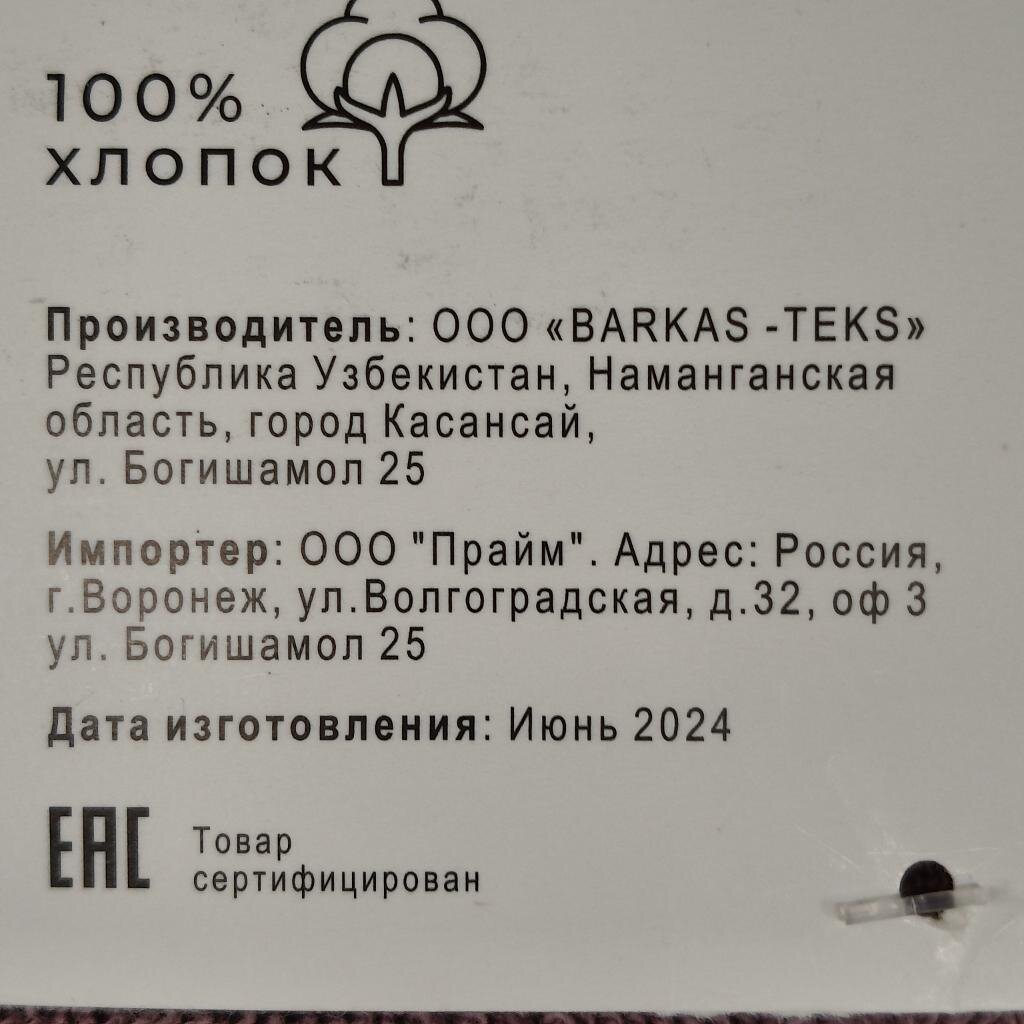 100%
ХЛОПОК
Производитель: ООО «BARKAS -TEKS»
Республика Узбекистан, Наманганская
область, город Касансай,
ул. Богишамол 25
Импортер: ООО "Прайм". Адрес: Россия,
г.Воронеж, ул.Волгоградская, д.32, оф 3
ул. Богишамол 25
Дата изготовления: Июнь 2024
ЕАС
Товар
сертифицирован